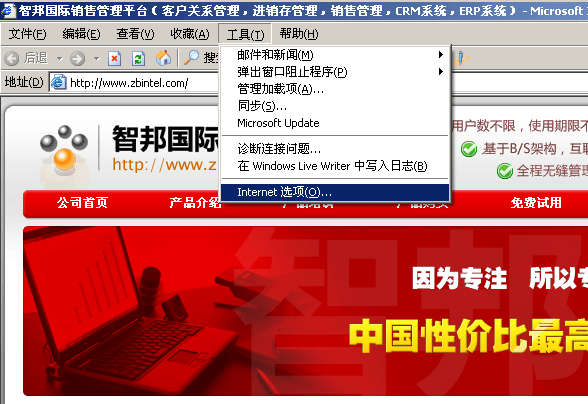 智邦国际销售管理平台（客户关系管理，进销存管理，销售管理，CRM系统，ERP系统）- Microsoft
文件(F) 编辑(E) 查看(V) 收藏(A) 工具(T) 帮助(H)
后退 搜
地址(D) http://www.zbintel.com/
邮件和新闻(M)
弹出窗口阻止程序(P)
管理加载项(A)...
同步(S)...
Microsoft Update
诊断连接问题...
在 Windows Live Writer 中写入日志(B)
Internet 选项(O)...
智邦国际
http://www.z
用户数不限，使用期限不
基于B/S架构，互联
全程无缝管理
公司首页 产品介绍 产品购买 免费试用
智邦
因为专注 所以专
中国性价比最高